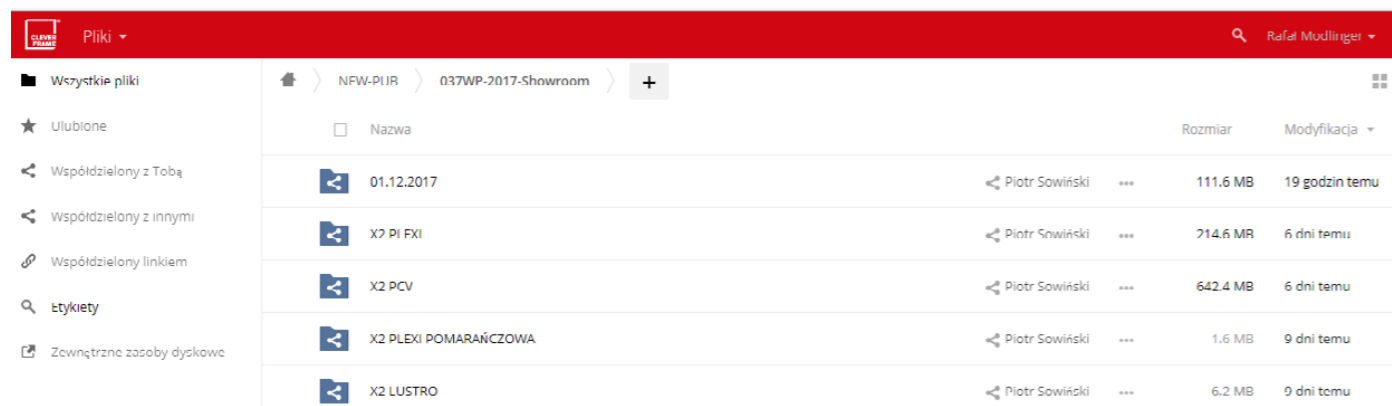 CLEVER
FRAME
Pliki
Rafał Modlinger
Wszystkie pliki
Ulubione
Współdzielony z Tobą
Współdzielony z innymi
Współdzielony linkiem
Etykiety
Zewnętrzne zasoby dyskowe
NEW-PUB 037WP-2017-Showroom +
Nazwa Rozmiar Modyfikacja
01.12.2017 Piotr Sowiński ••• 111.6 MB 19 godzin temu
X2 PLEXI Piotr Sowiński ••• 214.6 MB 6 dni temu
X2 PCV Piotr Sowiński ••• 642.4 MB 6 dni temu
X2 PLEXI POMARAŃCZOWA Piotr Sowiński ••• 1.6 MB 9 dni temu
X2 LUSTRO Piotr Sowiński ••• 6.2 MB 9 dni temu